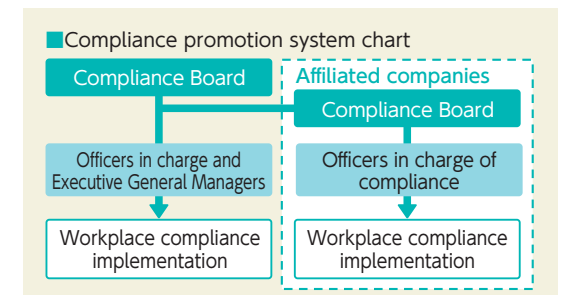 ■Compliance promotion system chart
Compliance Board
Affiliated companies
Compliance Board
Officers in charge and
Executive General Managers
Officers in charge of
compliance
Workplace compliance
implementation
Workplace compliance
implementation